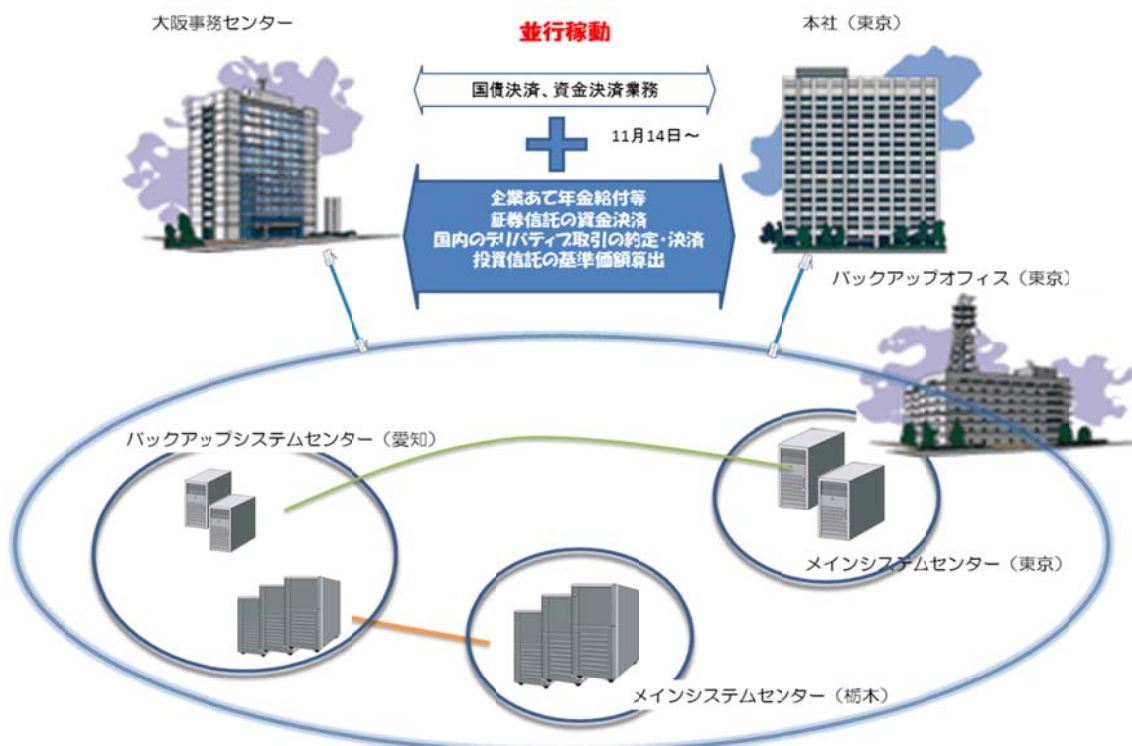 大阪事務センター
並行稼動
本社（東京）
国債決済、資金決済業務
11月14日～
企業あて年金給付等
証券信託の資金決済
国内のデリバティブ取引の約定・決済
投資信託の基準価額算出
バックアップオフィス（東京）
バックアップシステムセンター（愛知）
メインシステムセンター（東京）
メインシステムセンター（栃木）